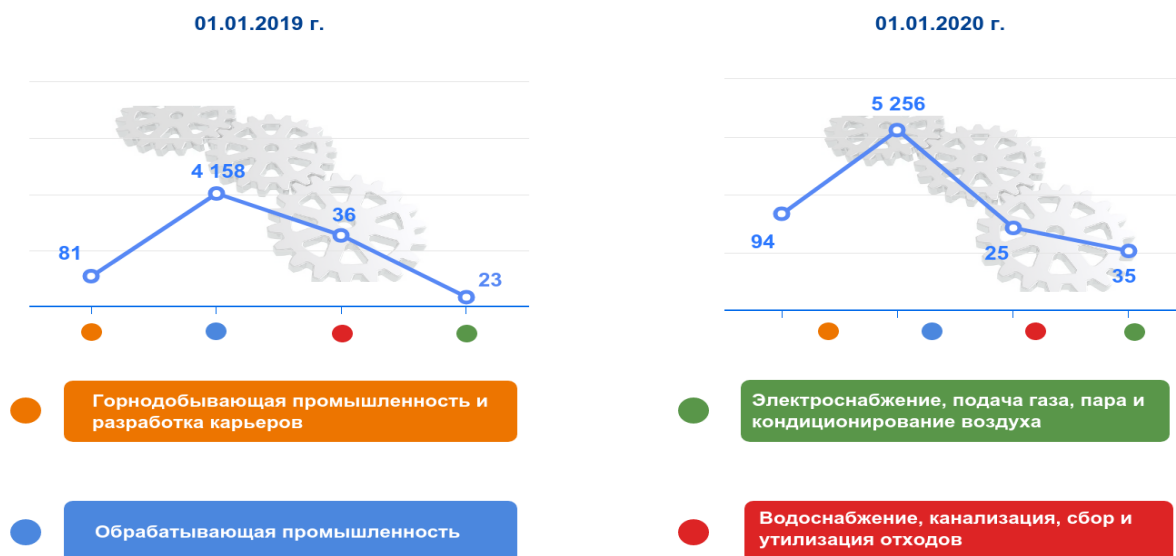 01.01.2019 г.
81
4 158
36
23
01.01.2020 г.
94
5 256
25
35
Горнодобывающая промышленность и
разработка карьеров
Электроснабжение, подача газа, пара и
кондиционирование воздуха
Обрабатывающая промышленность
Водоснабжение, канализация, сбор и
утилизация отходов